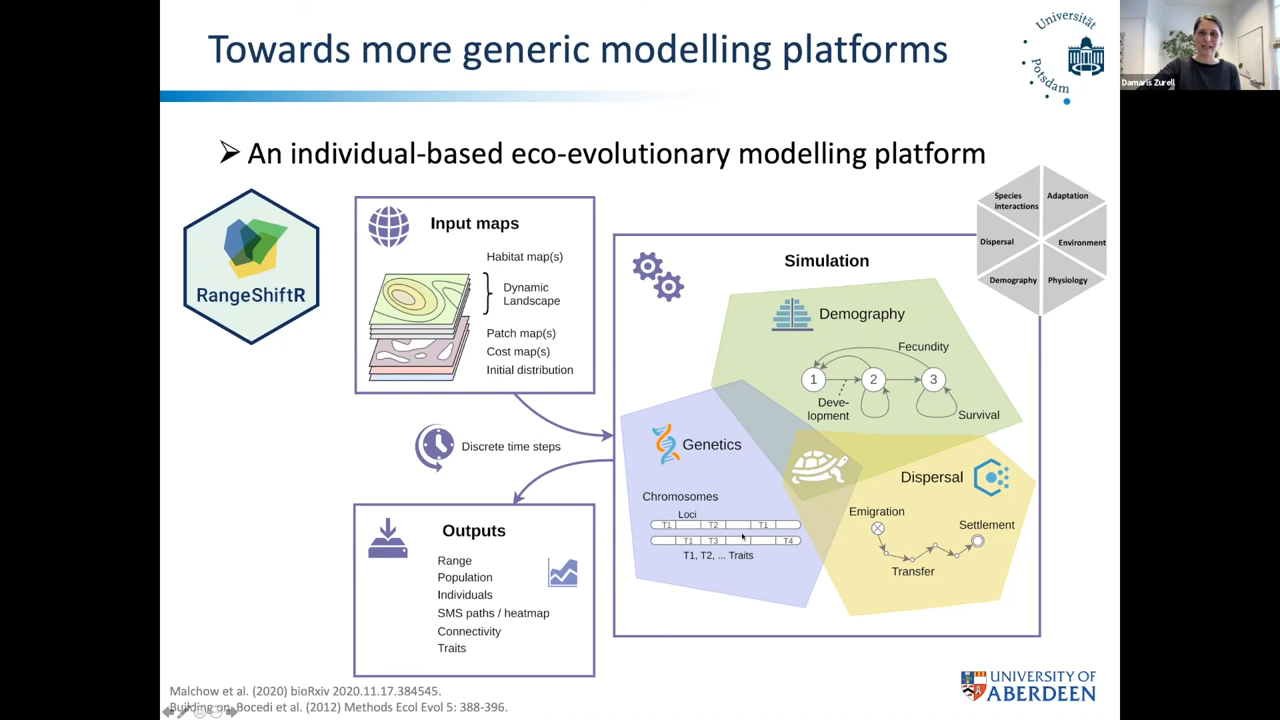 Towards more generic modelling platforms
Universität
Potsdam
Damaris Zurell
An individual-based eco-evolutionary modelling platform
RangeShiftR
Input maps
Habitat map(s)
Dynamic
Landscape
Patch map(s)
Cost map(s)
Initial distribution
Discrete time steps
Outputs
Range
Population
Individuals
SMS paths / heatmap
Connectivity
Traits
Simulation
Species
interactions
Adaptation
Dispersal
Environment
Demography
Physiology
Demography
Fecundity
1
2
3
Deve-
lopment
Survival
Genetics
Chromosomes
Loci
T1 T2 T1
T1 T3 T4
T1, T2, ... Traits
Dispersal
Emigration
Settlement
Transfer
Malchow et al. (2020) bioRxiv 2020.11.17.384545.
Building on: Bocedi et al. (2012) Methods Ecol Evol 5: 388-396.
UNIVERSITY OF
ABERDEEN